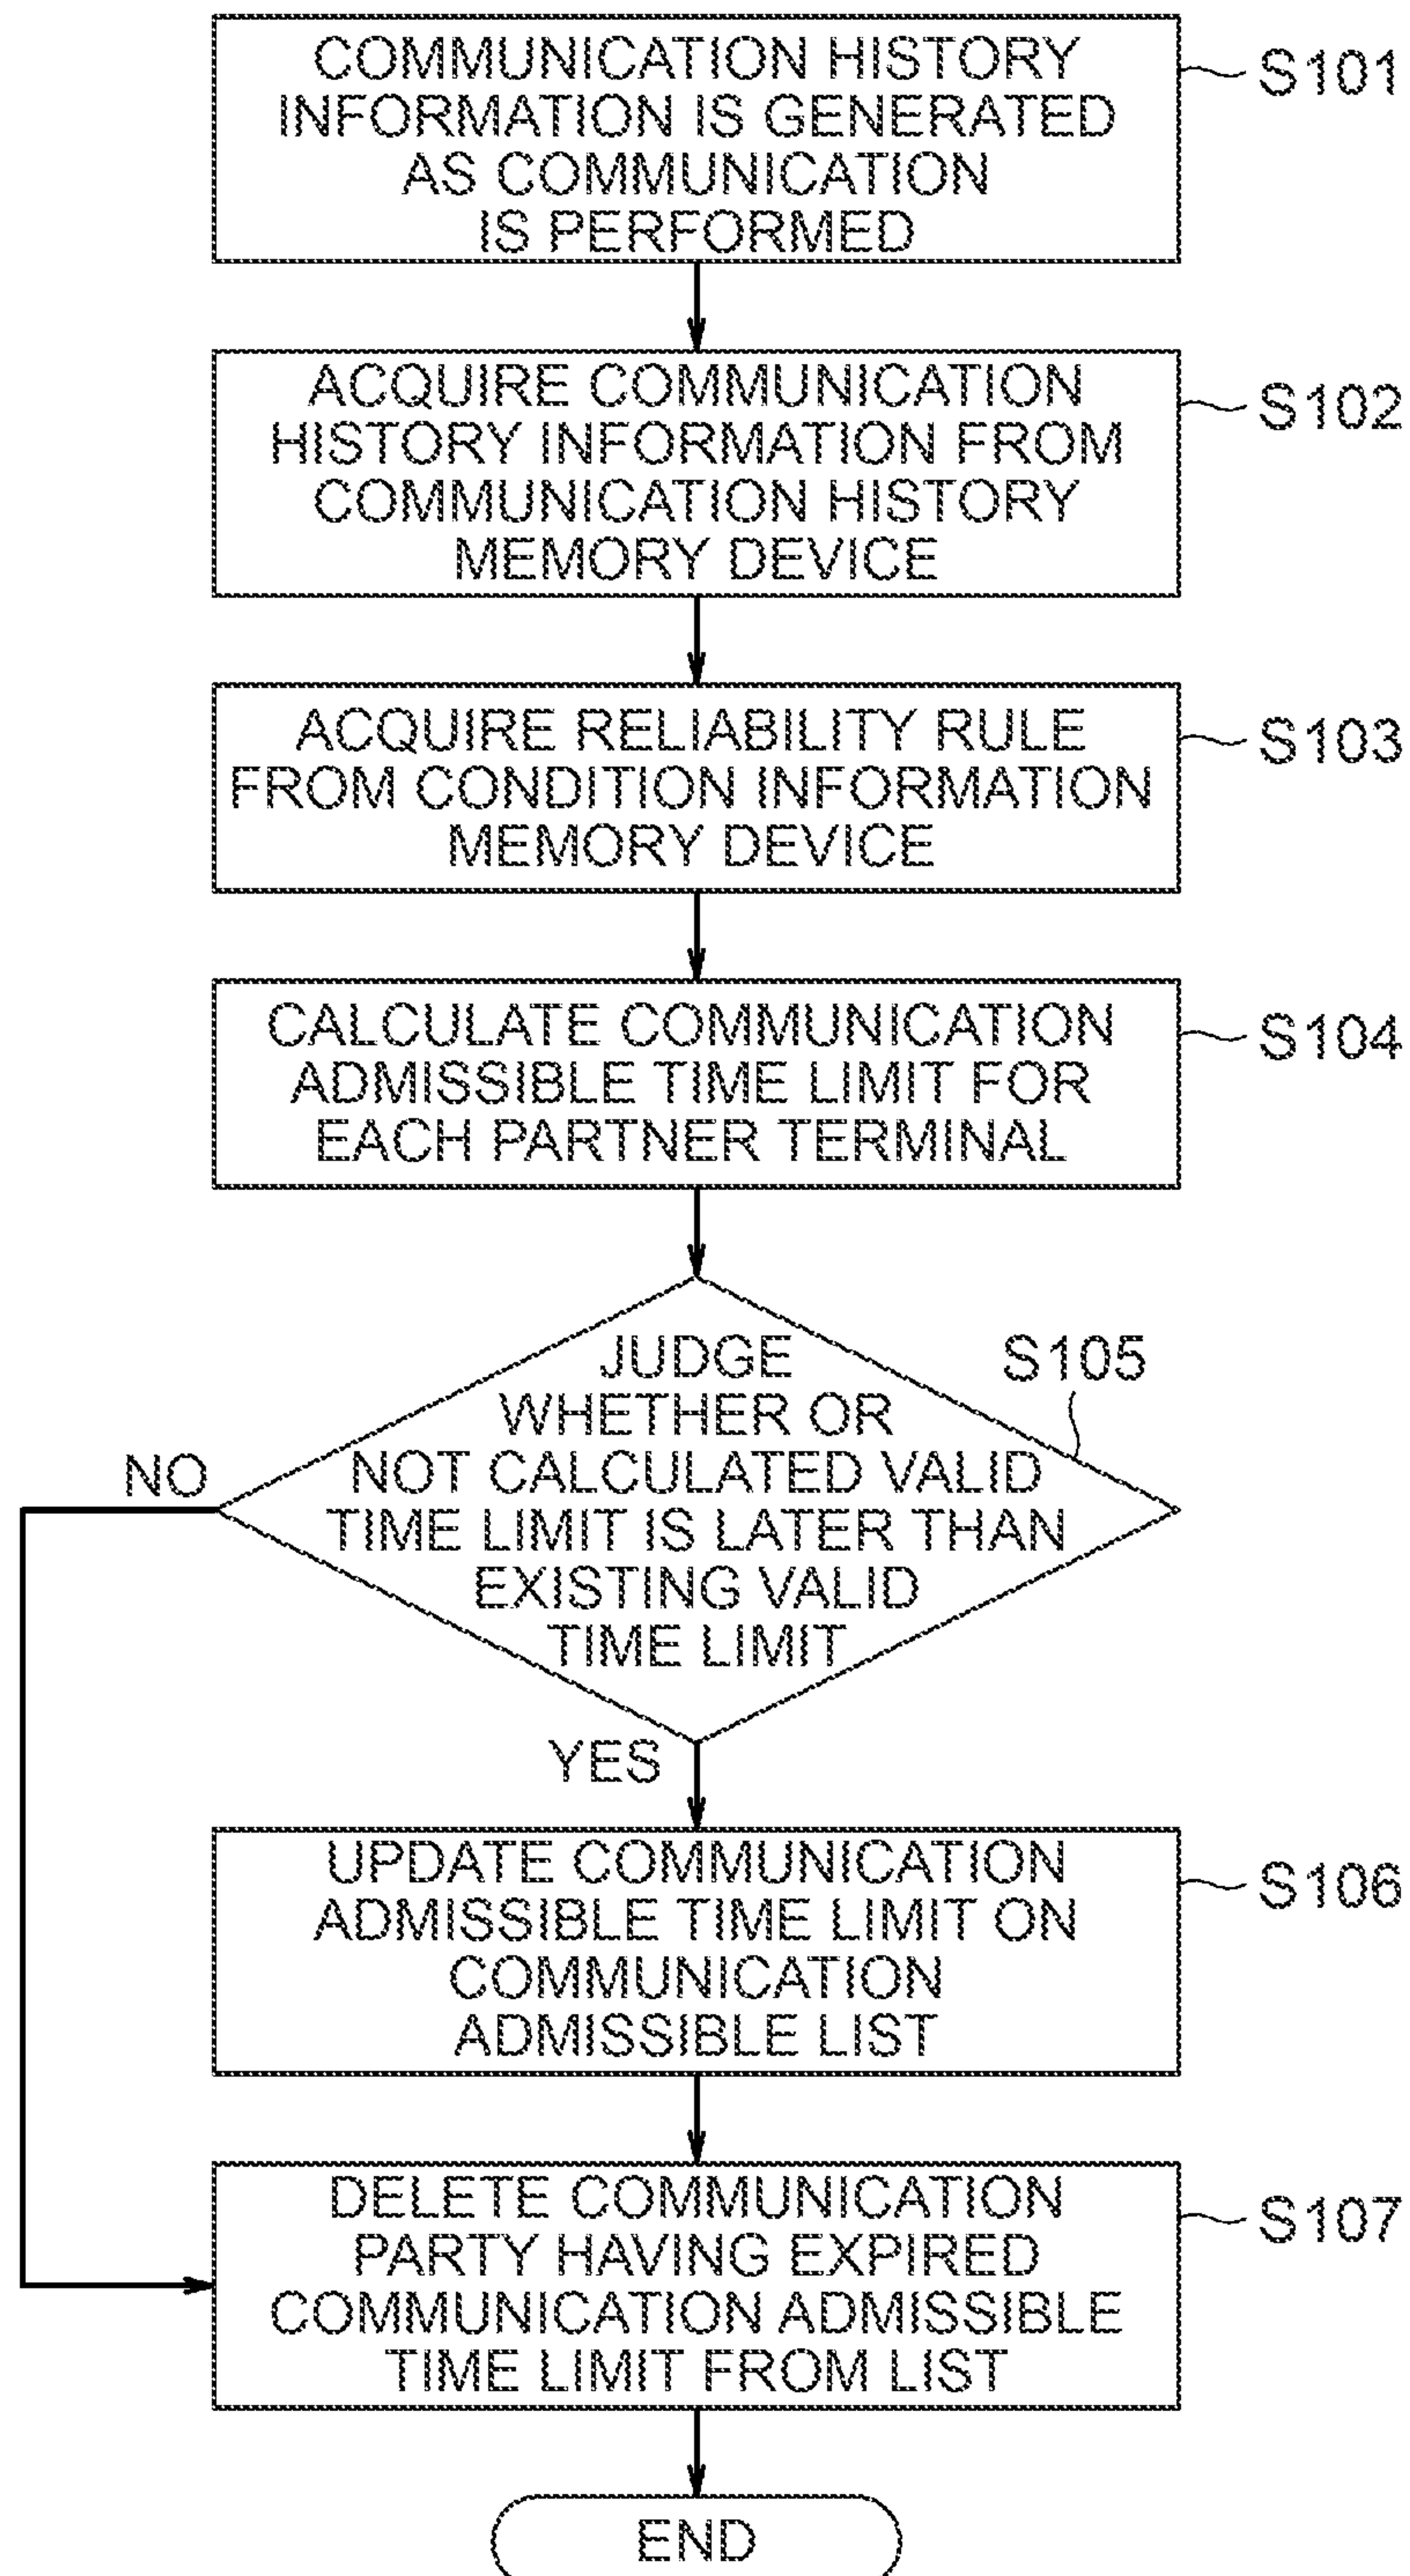 COMMUNICATION HISTORY
INFORMATION IS GENERATED
AS COMMUNICATION
IS PERFORMED
S101
ACQUIRE COMMUNICATION
HISTORY INFORMATION FROM
COMMUNICATION HISTORY
MEMORY DEVICE
S102
ACQUIRE RELIABILITY RULE
FROM CONDITION INFORMATION
MEMORY DEVICE
S103
CALCULATE COMMUNICATION
ADMISSIBLE TIME LIMIT FOR
EACH PARTNER TERMINAL
S104
JUDGE
WHETHER OR
NOT CALCULATED VALID
TIME LIMIT IS LATER THAN
EXISTING VALID
TIME LIMIT
S105
NO
YES
UPDATE COMMUNICATION
ADMISSIBLE TIME LIMIT ON
COMMUNICATION
ADMISSIBLE LIST
S106
DELETE COMMUNICATION
PARTY HAVING EXPIRED
COMMUNICATION ADMISSIBLE
TIME LIMIT FROM LIST
S107
END